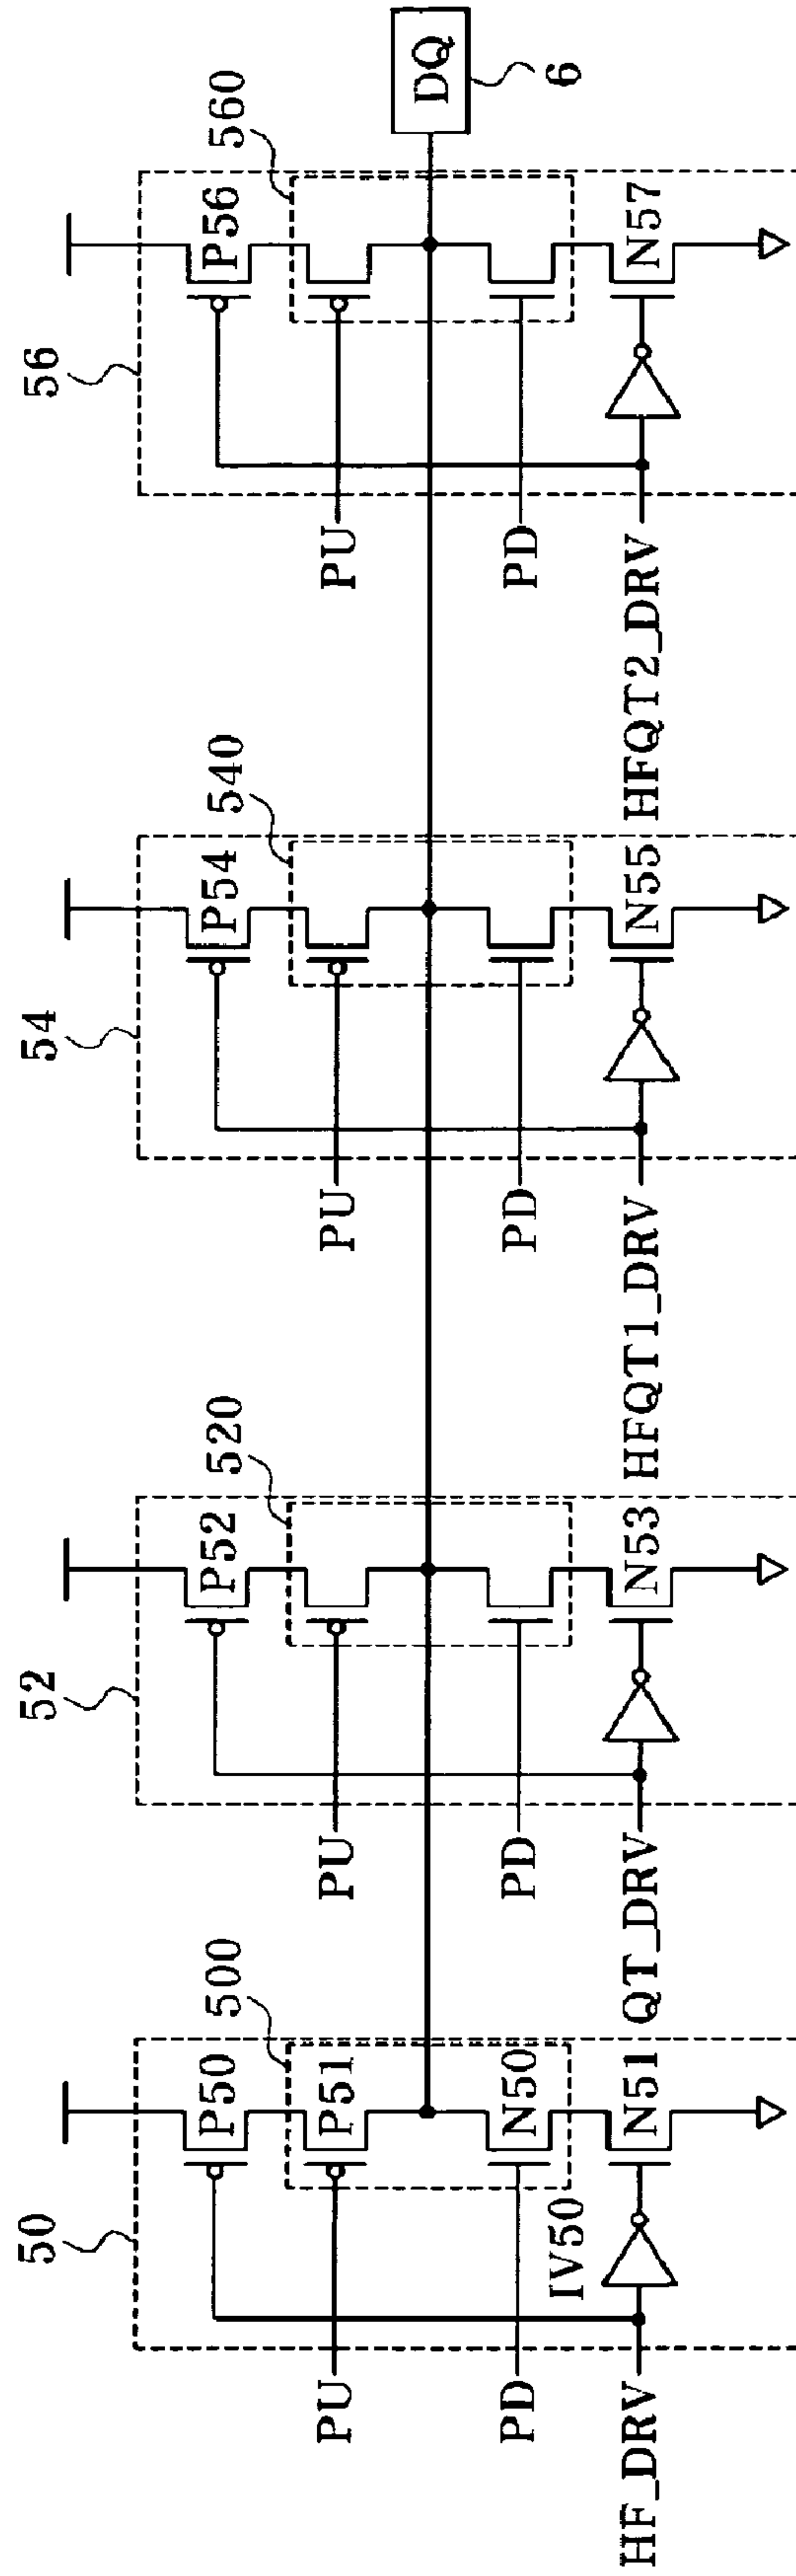 50
500
P50
P51
PU
N50
PD
IV50
N51
HF_DRV
52
520
P52
PU
PD
N53
QT_DRV
54
540
P54
PU
PD
N55
HFQT1_DRV
56
560
P56
PU
PD
N57
HFQT2_DRV
DQ
6